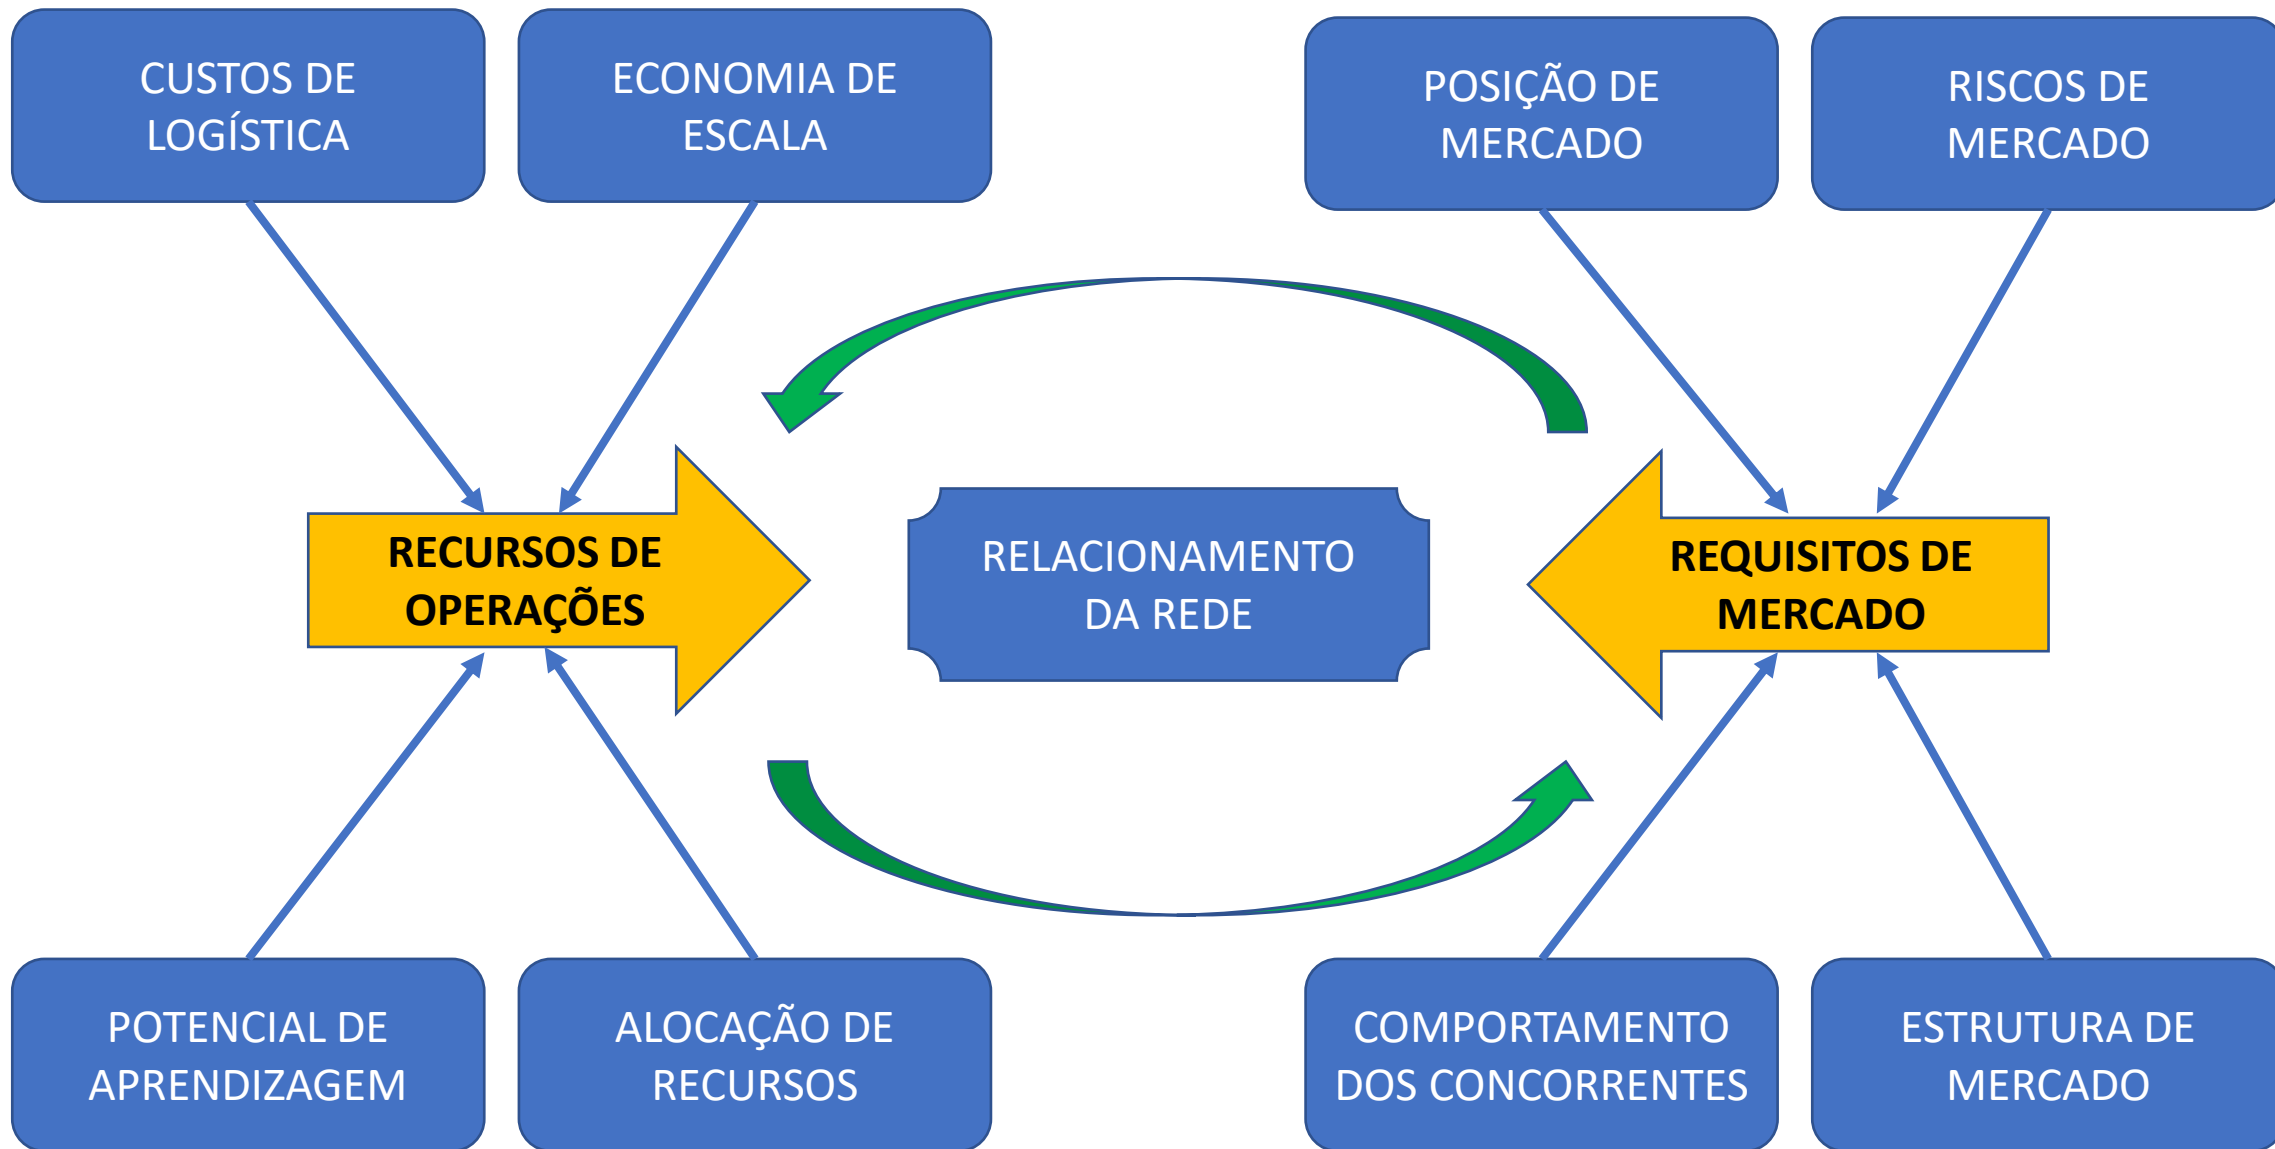 CUSTOS DE
LOGÍSTICA
ECONOMIA DE
ESCALA
POSIÇÃO DE
MERCADO
RISCOS DE
MERCADO
RECURSOS DE
OPERAÇÕES
RELACIONAMENTO
DA REDE
REQUISITOS DE
MERCADO
POTENCIAL DE
APRENDIZAGEM
ALOCAÇÃO DE
RECURSOS
COMPORTAMENTO
DOS CONCORRENTES
ESTRUTURA DE
MERCADO